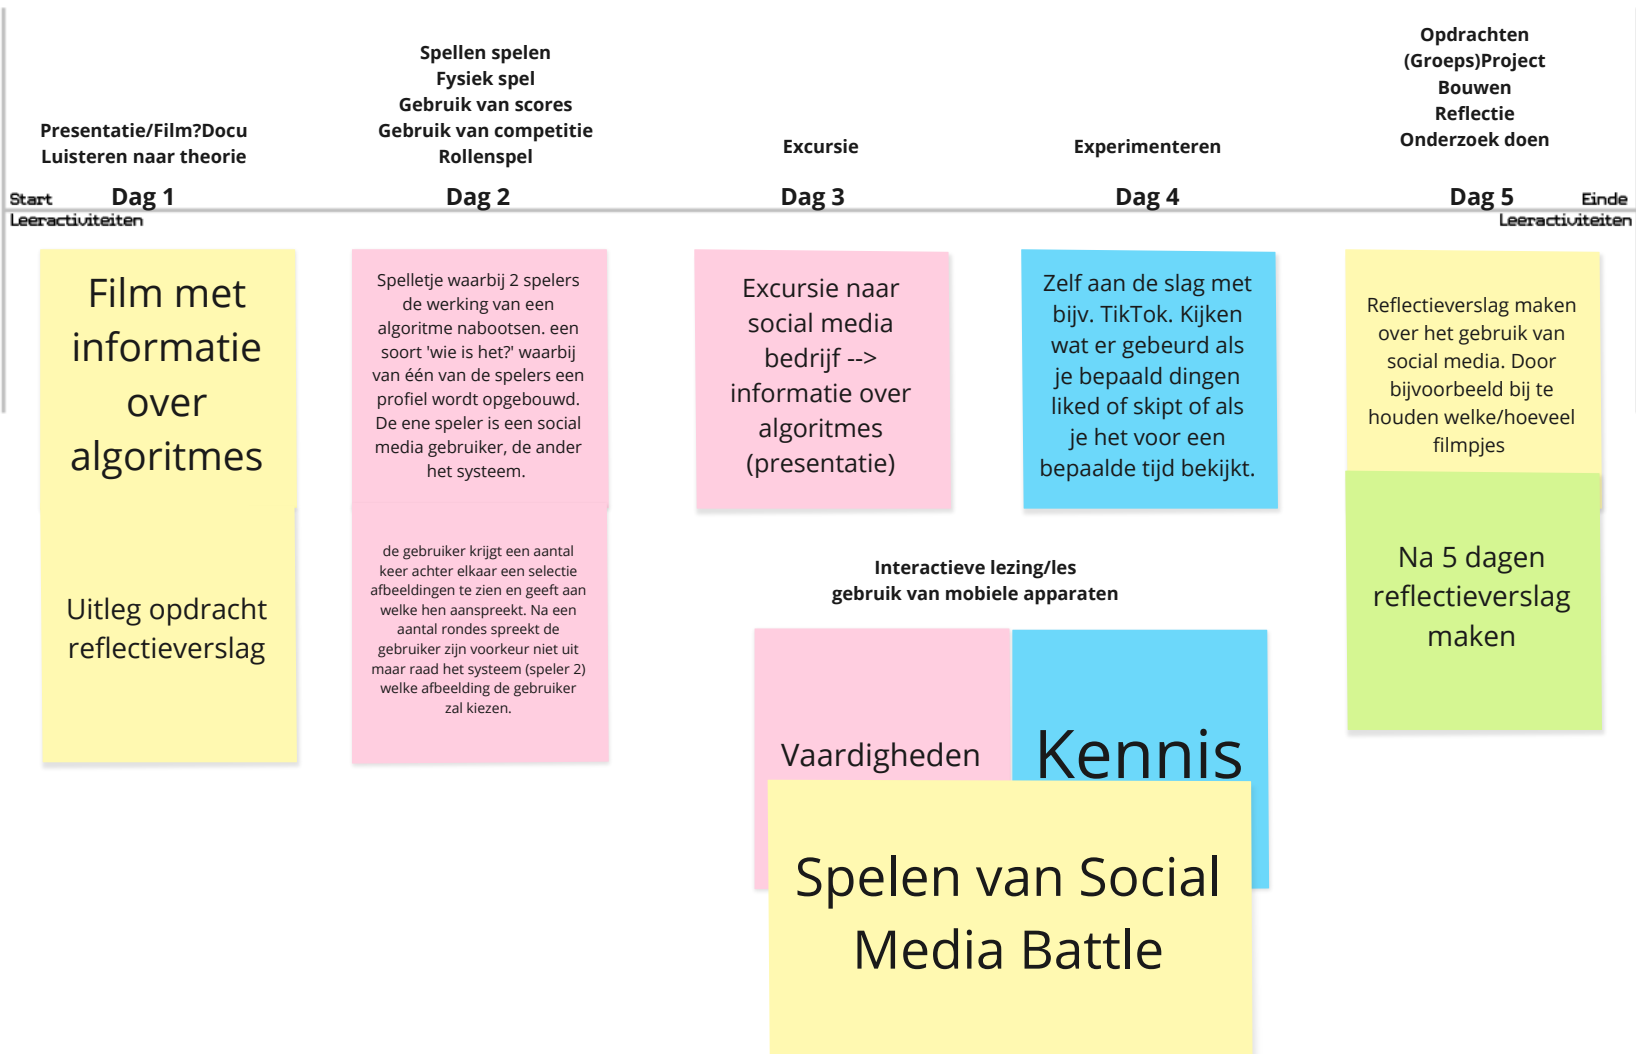 Presentatie/Film?Docu
Luisteren naar theorie
Spellen spelen
Fysiek spel
Gebruik van scores
Gebruik van competitie
Rollenspel
Excursie
Experimenteren
Opdrachten
(Groeps)Project
Bouwen
Reflectie
Onderzoek doen
Start
Dag 1
Dag 2
Dag 3
Dag 4
Dag 5
Einde
Leeractiviteiten
Leeractiviteiten
Film met
informatie
over
algoritmes
Uitleg opdracht
reflectieverslag
Spelletje waarbij 2 spelers
de werking van een
algoritme nabootsen. een
soort 'wie is het?' waarbij
van één van de spelers een
profiel wordt opgebouwd.
De ene speler is een social
media gebruiker, de ander
het systeem.
de gebruiker krijgt een aantal
keer achter elkaar een selectie
afbeeldingen te zien en geeft aan
welke hen aanspreekt. Na een
aantal rondes spreekt de
gebruiker zijn voorkeur niet uit
maar raad het systeem (speler 2)
welke afbeelding de gebruiker
zal kiezen.
Excursie naar
social media
bedrijf -->
informatie over
algoritmes
(presentatie)
Zelf aan de slag met
bijv. TikTok. Kijken
wat er gebeurd als
je bepaald dingen
liked of skipt of als
je het voor een
bepaalde tijd bekijkt.
Reflectieverslag maken
over het gebruik van
social media. Door
bijvoorbeeld bij te
houden welke/hoeveel
filmpjes
Na 5 dagen
reflectieverslag
maken
Interactieve lezing/les
gebruik van mobiele apparaten
Vaardigheden
Kennis
Spelen van Social
Media Battle